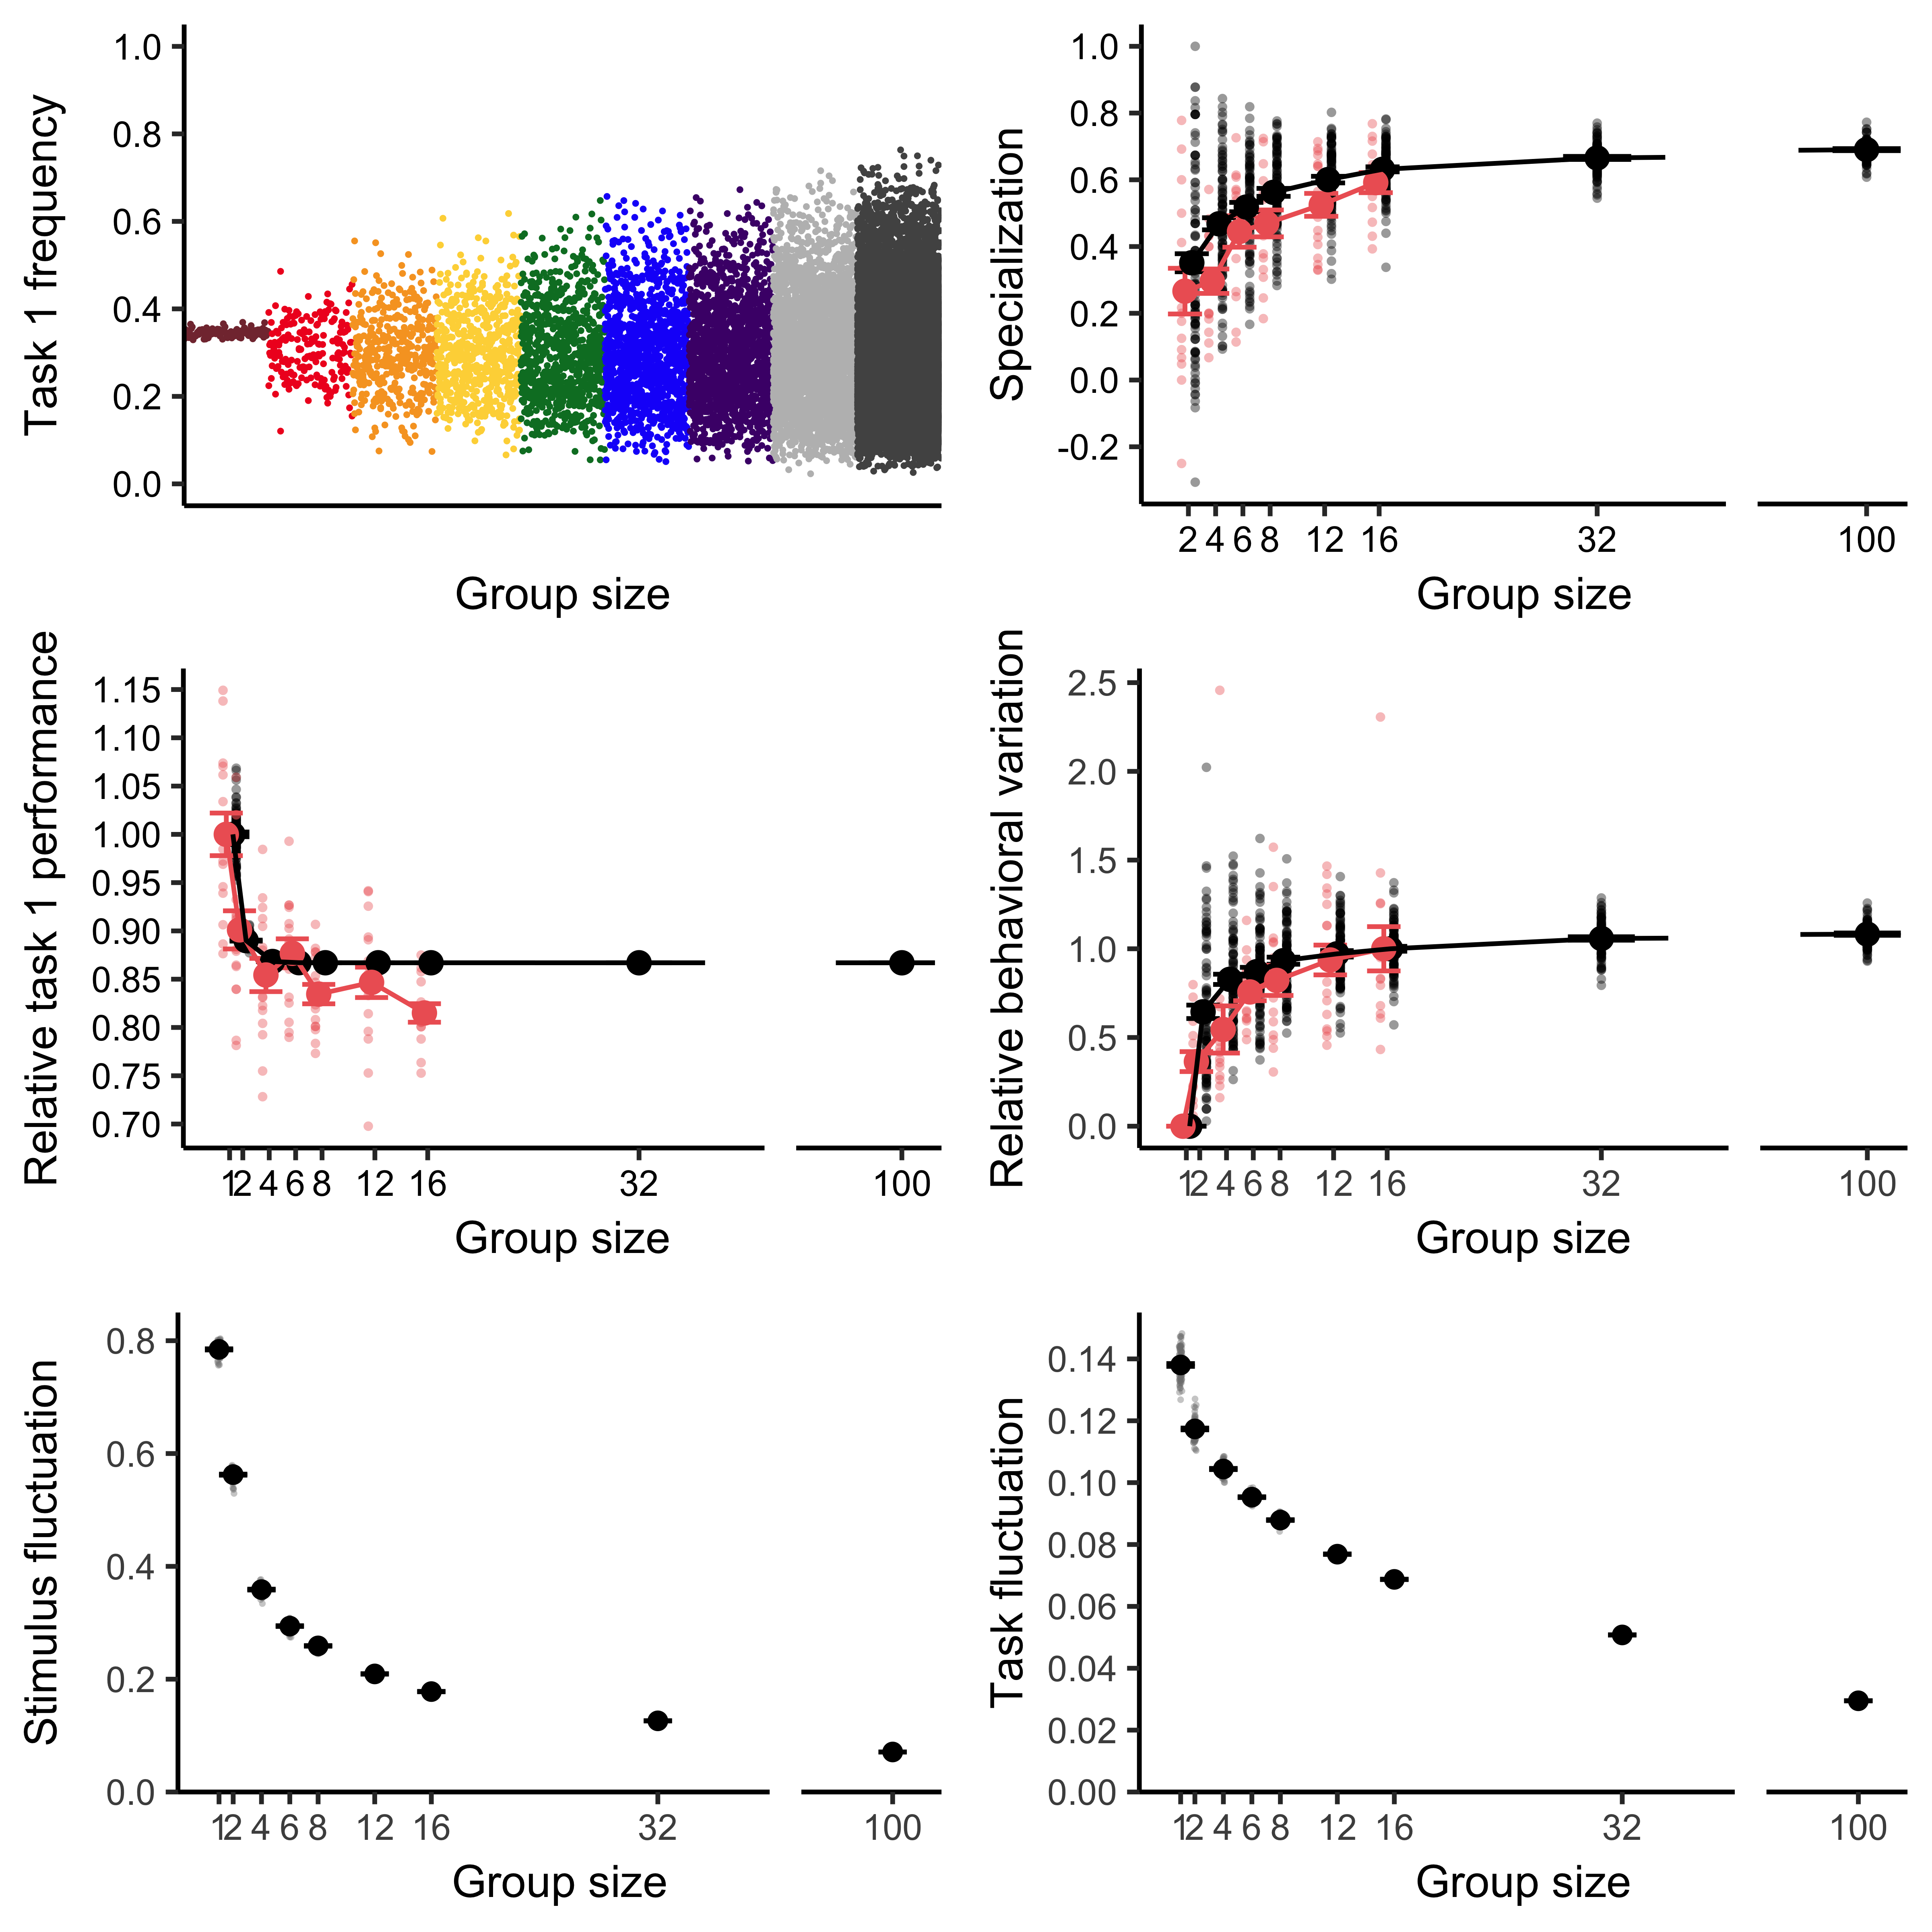 Task 1 frequency
1.0
0.8
0.6
0.4
0.2
0.0
Group size
Specialization
1.0
0.8
0.6
0.4
0.2
0.0
-0.2
2 4 6 8 12 16 32 100
Group size
Relative task 1 performance
1.15
1.10
1.05
1.00
0.95
0.90
0.85
0.80
0.75
0.70
1 2 4 6 8 12 16 32 100
Group size
Relative behavioral variation
2.5
2.0
1.5
1.0
0.5
0.0
1 2 4 6 8 12 16 32 100
Group size
Stimulus fluctuation
0.8
0.6
0.4
0.2
0.0
1 2 4 6 8 12 16 32 100
Group size
Task fluctuation
0.14
0.12
0.10
0.08
0.06
0.04
0.02
0.00
1 2 4 6 8 12 16 32 100
Group size